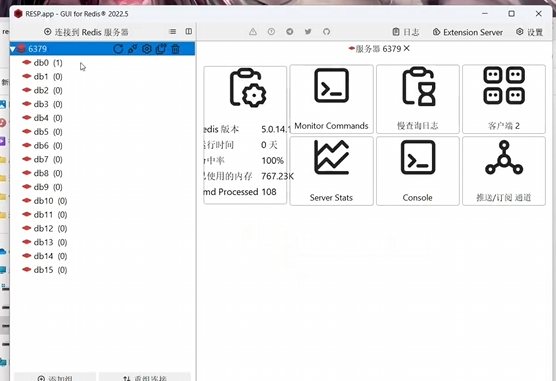 RESP.app - GUI for Redis® 2022.5
连接到 Redis 服务器
日志
Extension Server
设置
6379
服务器 6379
db0 (1)
db1 (0)
db2 (0)
db3 (0)
db4 (0)
db5 (0)
db6 (0)
db7 (0)
db8 (0)
db9 (0)
db10 (0)
db11 (0)
db12 (0)
db13 (0)
db14 (0)
db15 (0)
edis 版本 5.0.14.1
行时间 0 天
中率 100%
使用的内存 767.23K
md Processed 108
Monitor Commands
慢查询日志
客户端 2
Server Stats
Console
推送/订阅 通道
添加组
重组连接